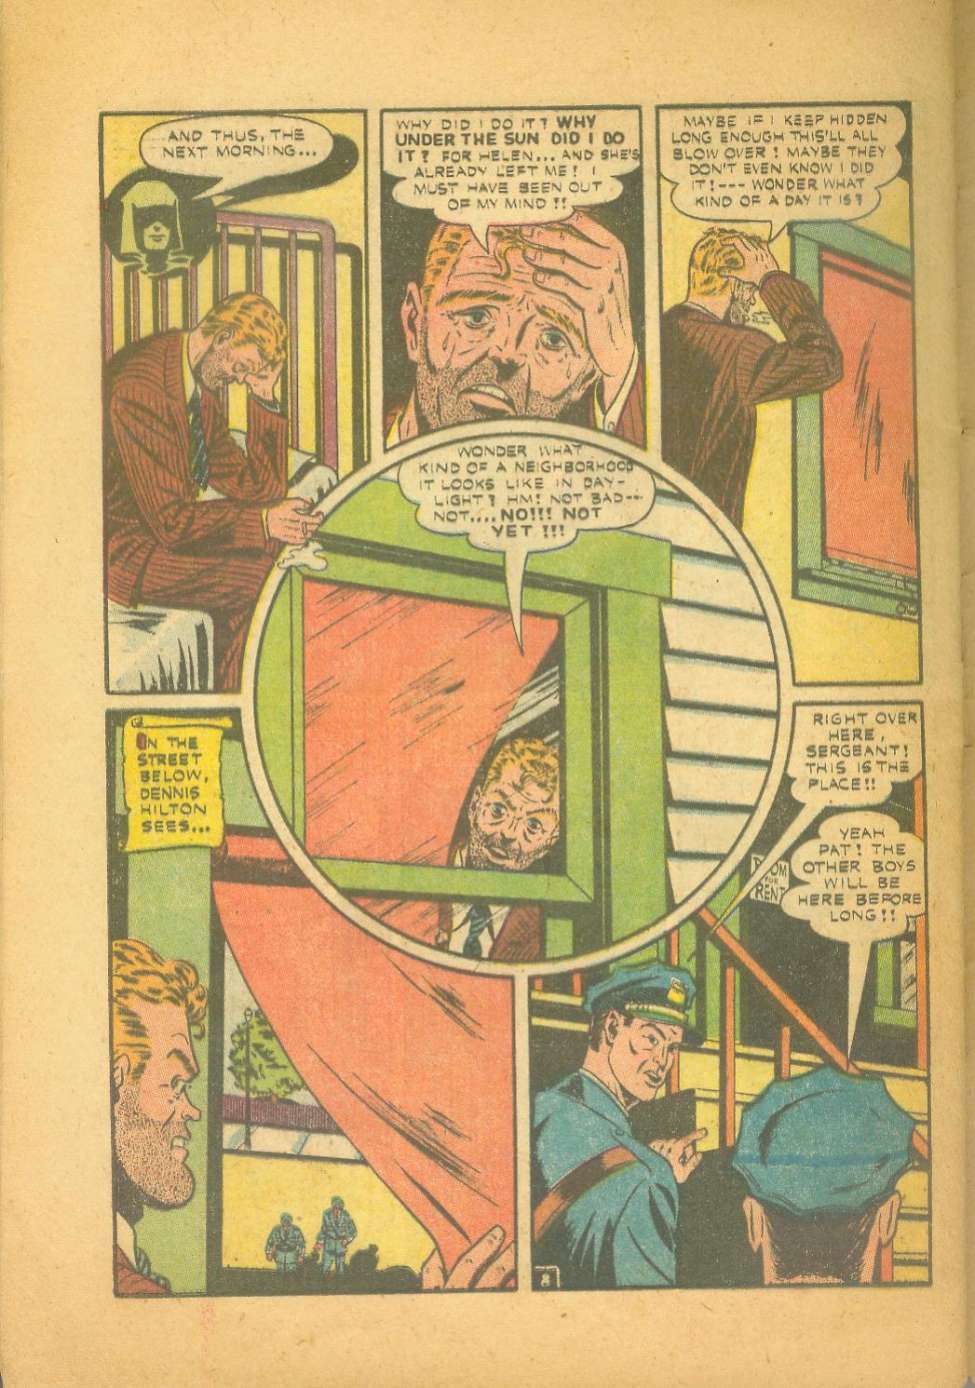 AND THUS, THE
NEXT MORNING...
WHY DID I DO IT? WHY
UNDER THE SUN DID I DO
IT? FOR HELEN... AND SHE'S
ALREADY LEFT ME! I
MUST HAVE BEEN OUT
OF MY MIND!!
MAYBE IF I KEEP HIDDEN
LONG ENOUGH THIS'LL ALL
BLOW OVER! MAYBE THEY
DON'T EVEN KNOW I DID
IT!--- WONDER WHAT
KIND OF A DAY IT IS?
WONDER WHAT
KIND OF A NEIGHBORHOOD
IT LOOKS LIKE IN DAY-
LIGHT? HM! NOT BAD--
NOT.... NO!!! NOT
YET!!!
IN THE
STREET
BELOW,
DENNIS
HILTON
SEES...
RIGHT OVER
HERE,
SERGEANT!
THIS IS THE
PLACE!!
YEAH
PAT! THE
OTHER BOYS
WILL BE
HERE BEFORE
LONG!!
ROOM
FOR
RENT
8